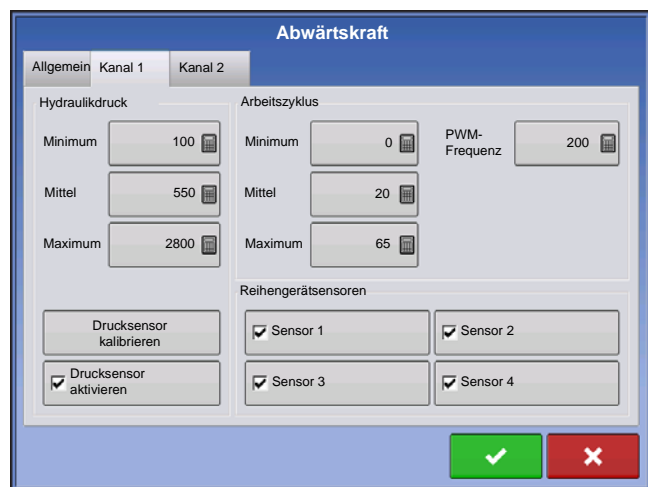 Abwärtskraft
Allgemein Kanal 1 Kanal 2
Hydraulikdruck
Minimum 100
Mittel 550
Maximum 2800
Drucksensor
kalibrieren
Drucksensor
aktivieren
Arbeitszyklus
Minimum 0
Mittel 20
Maximum 65
PWM-
Frequenz 200
Reihengerätsensoren
Sensor 1 Sensor 2
Sensor 3 Sensor 4